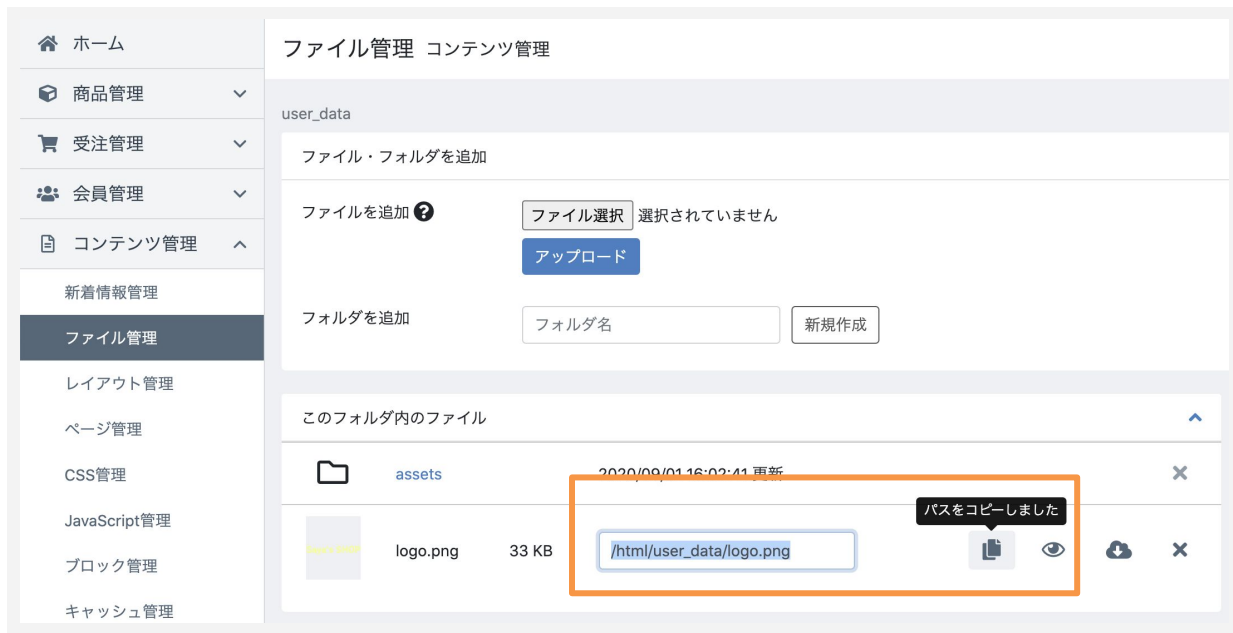 ホーム
商品管理
受注管理
会員管理
コンテンツ管理
新着情報管理
ファイル管理
レイアウト管理
ページ管理
CSS管理
JavaScript管理
ブロック管理
キャッシュ管理
ファイル管理 コンテンツ管理
user_data
ファイル・フォルダを追加
ファイルを追加
ファイル選択 選択されていません
アップロード
フォルダを追加 フォルダ名 新規作成
このフォルダ内のファイル
assets 2020/09/01 16:02:41 更新
パスをコピーしました
logo.png 33 KB /html/user_data/logo.png